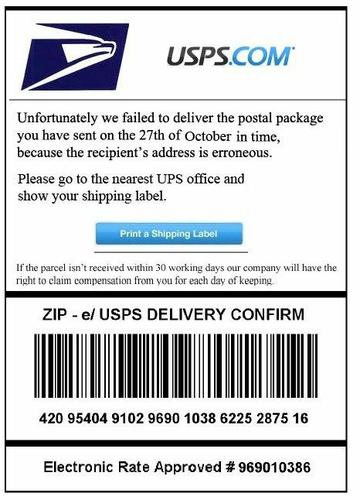 USPS.COM®
Unfortunately we failed to deliver the postal package
you have sent on the 27th of October in time,
because the recipient's address is erroneous.
Please go to the nearest UPS office and
show your shipping label.
Print a Shipping Label
If the parcel isn't received within 30 working days our company will have the
right to claim compensation from you for each day of keeping.
ZIP - e/ USPS DELIVERY CONFIRM
420 95404 9102 9690 1038 6225 2875 16
Electronic Rate Approved # 969010386